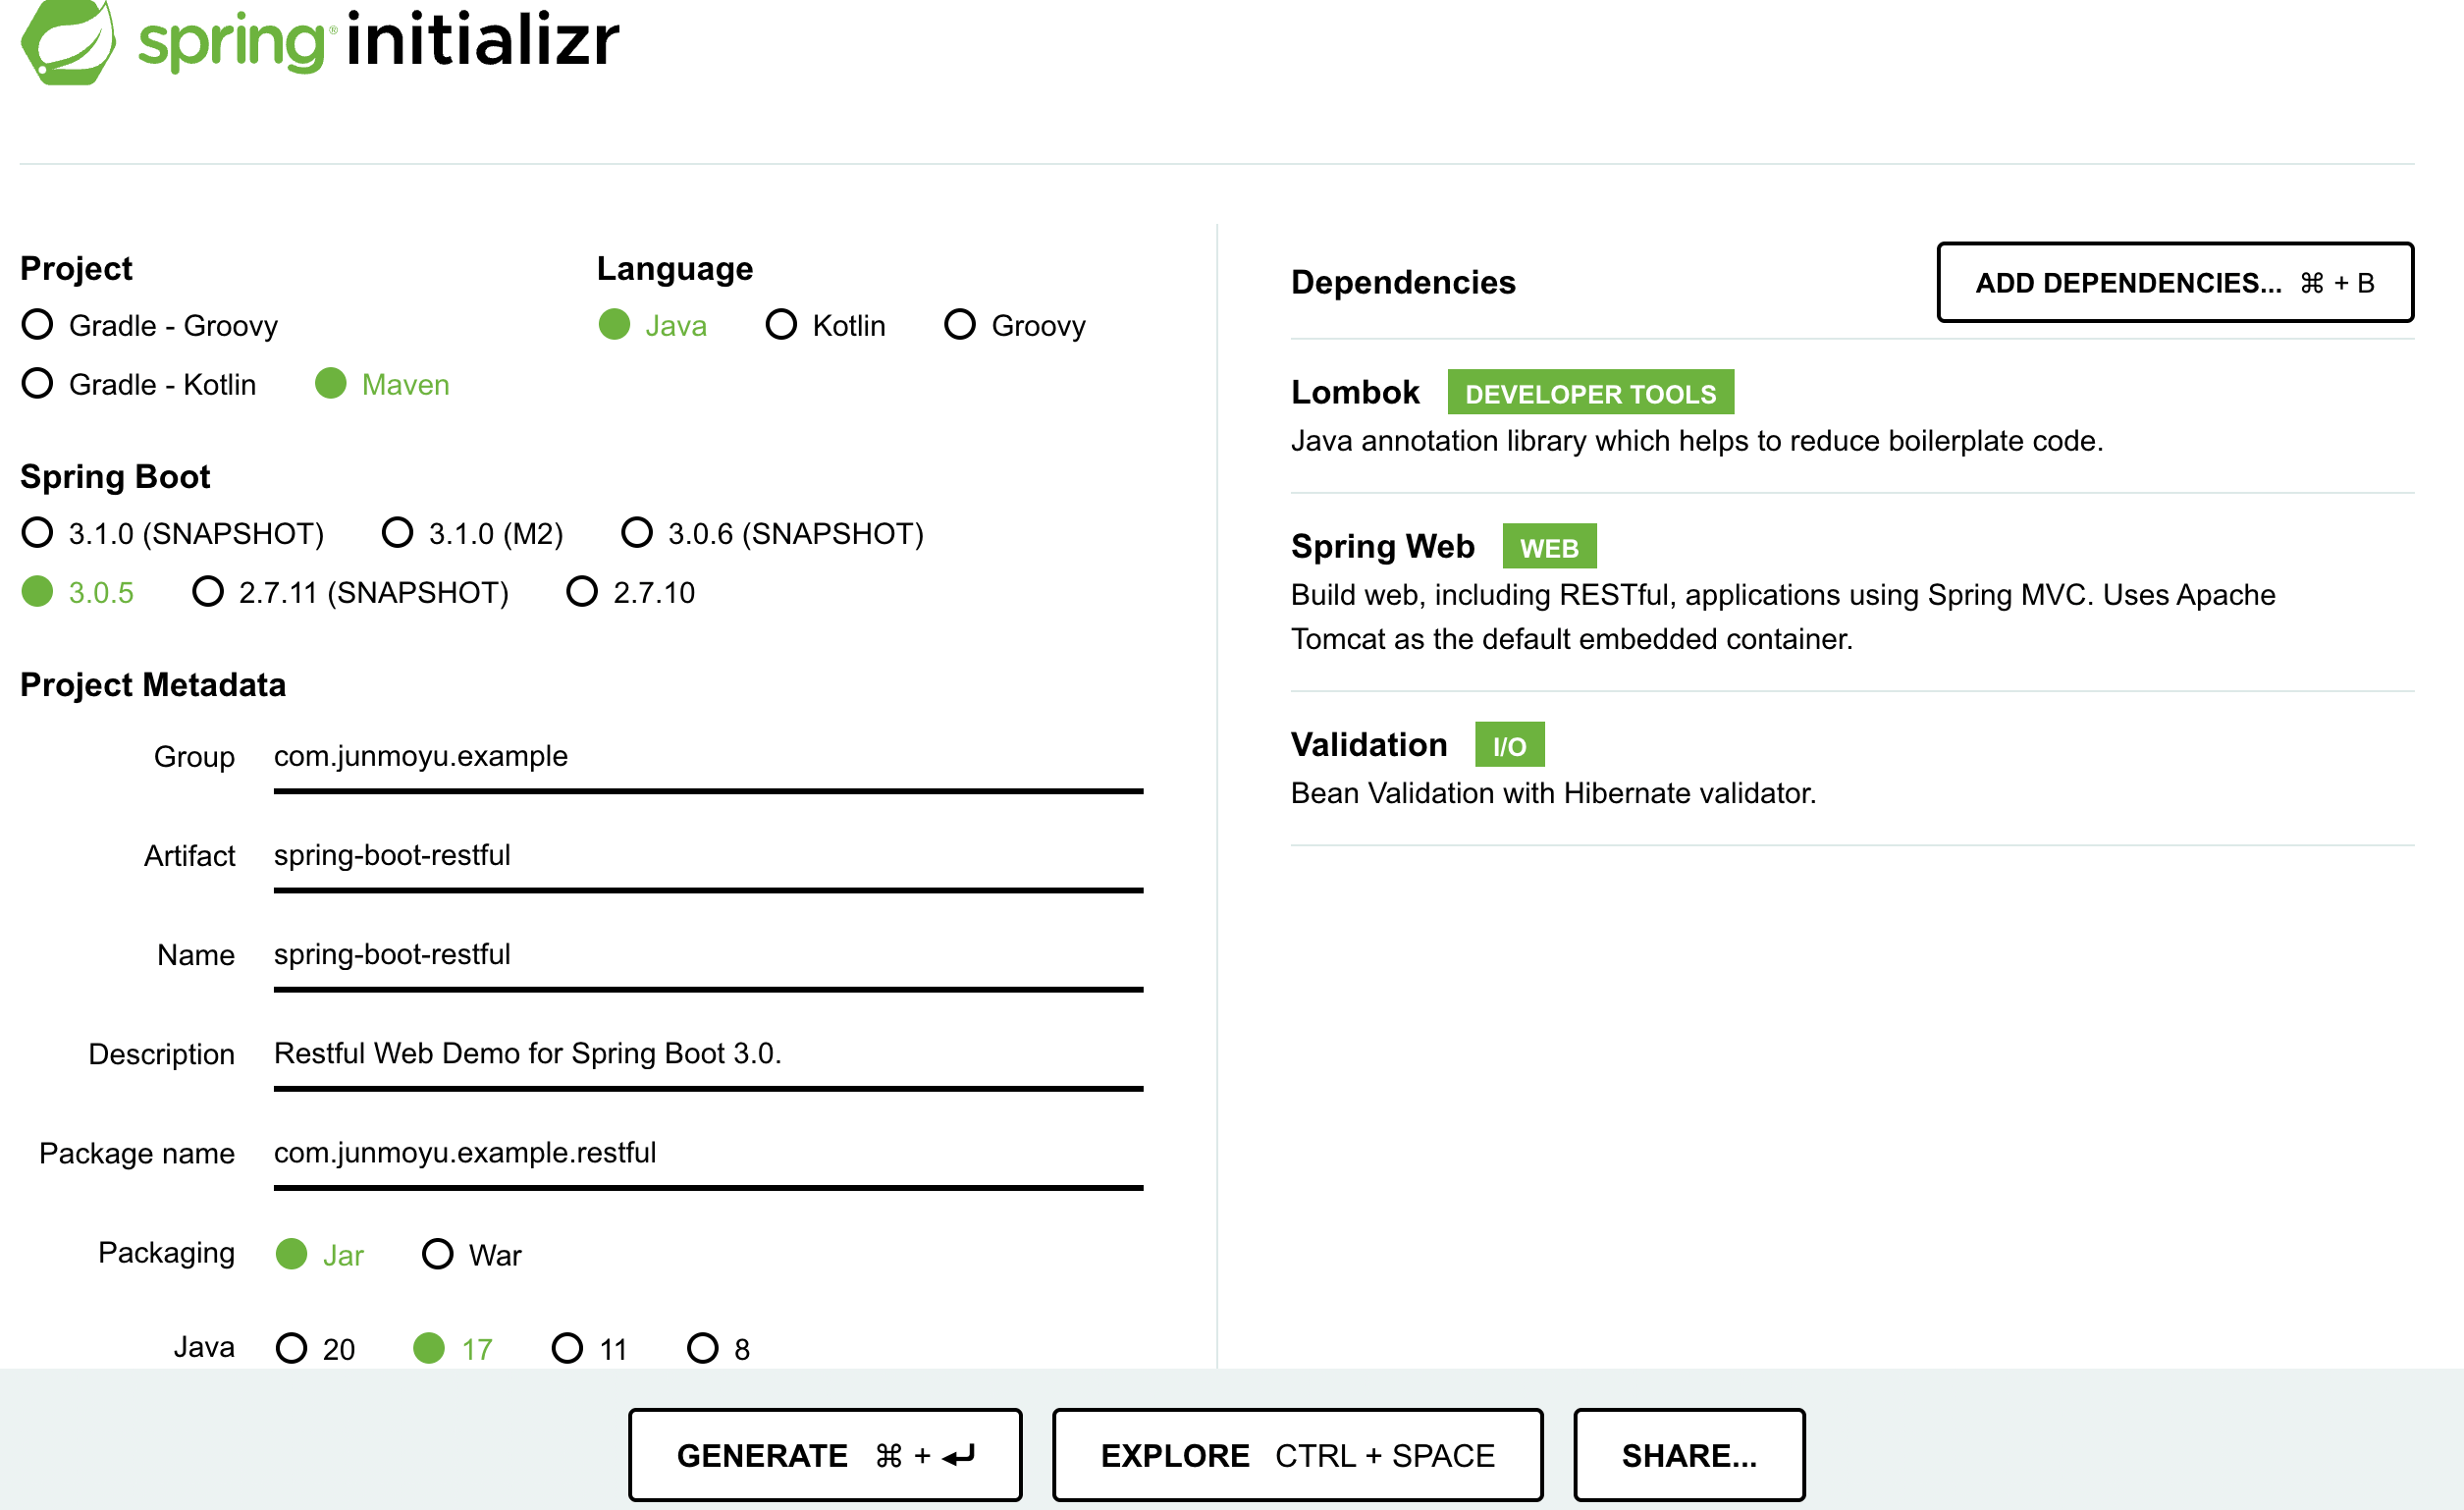 spring® initializr
Project
Gradle - Groovy
Gradle - Kotlin Maven
Language
Java Kotlin Groovy
Spring Boot
3.1.0 (SNAPSHOT) 3.1.0 (M2) 3.0.6 (SNAPSHOT)
3.0.5 2.7.11 (SNAPSHOT) 2.7.10
Project Metadata
Group com.junmoyu.example
Artifact spring-boot-restful
Name spring-boot-restful
Description Restful Web Demo for Spring Boot 3.0.
Package name com.junmoyu.example.restful
Packaging Jar War
Java 20 17 11 8
Dependencies ADD DEPENDENCIES... ⌘ + B
Lombok DEVELOPER TOOLS
Java annotation library which helps to reduce boilerplate code.
Spring Web WEB
Build web, including RESTful, applications using Spring MVC. Uses Apache
Tomcat as the default embedded container.
Validation I/O
Bean Validation with Hibernate validator.
GENERATE ⌘ + ⏎ EXPLORE CTRL + SPACE SHARE...